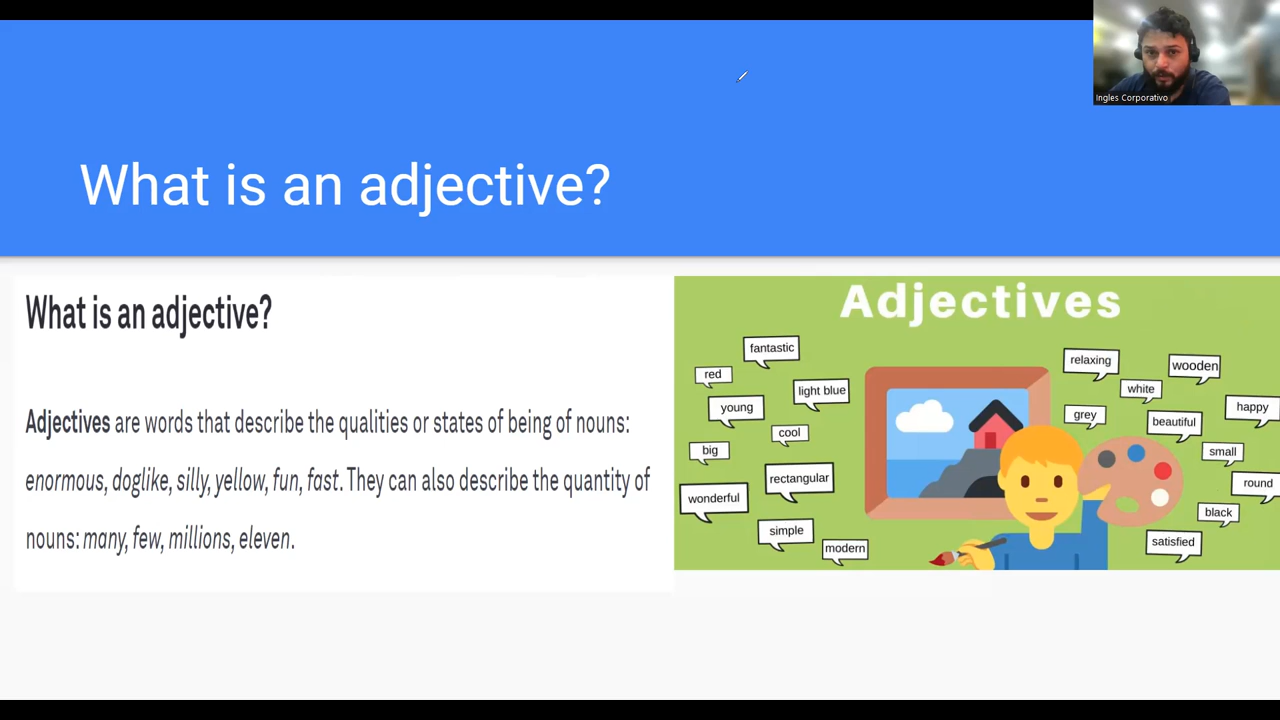 Ingles Corporativo
What is an adjective?
What is an adjective?
Adjectives are words that describe the qualities or states of being of nouns:
enormous, doglike, silly, yellow, fun, fast. They can also describe the quantity of
nouns: many, few, millions, eleven.
Adjectives
fantastic
red
light blue
young
cool
big
rectangular
wonderful
simple
modern
relaxing
wooden
white
happy
grey
beautiful
small
round
black
satisfied